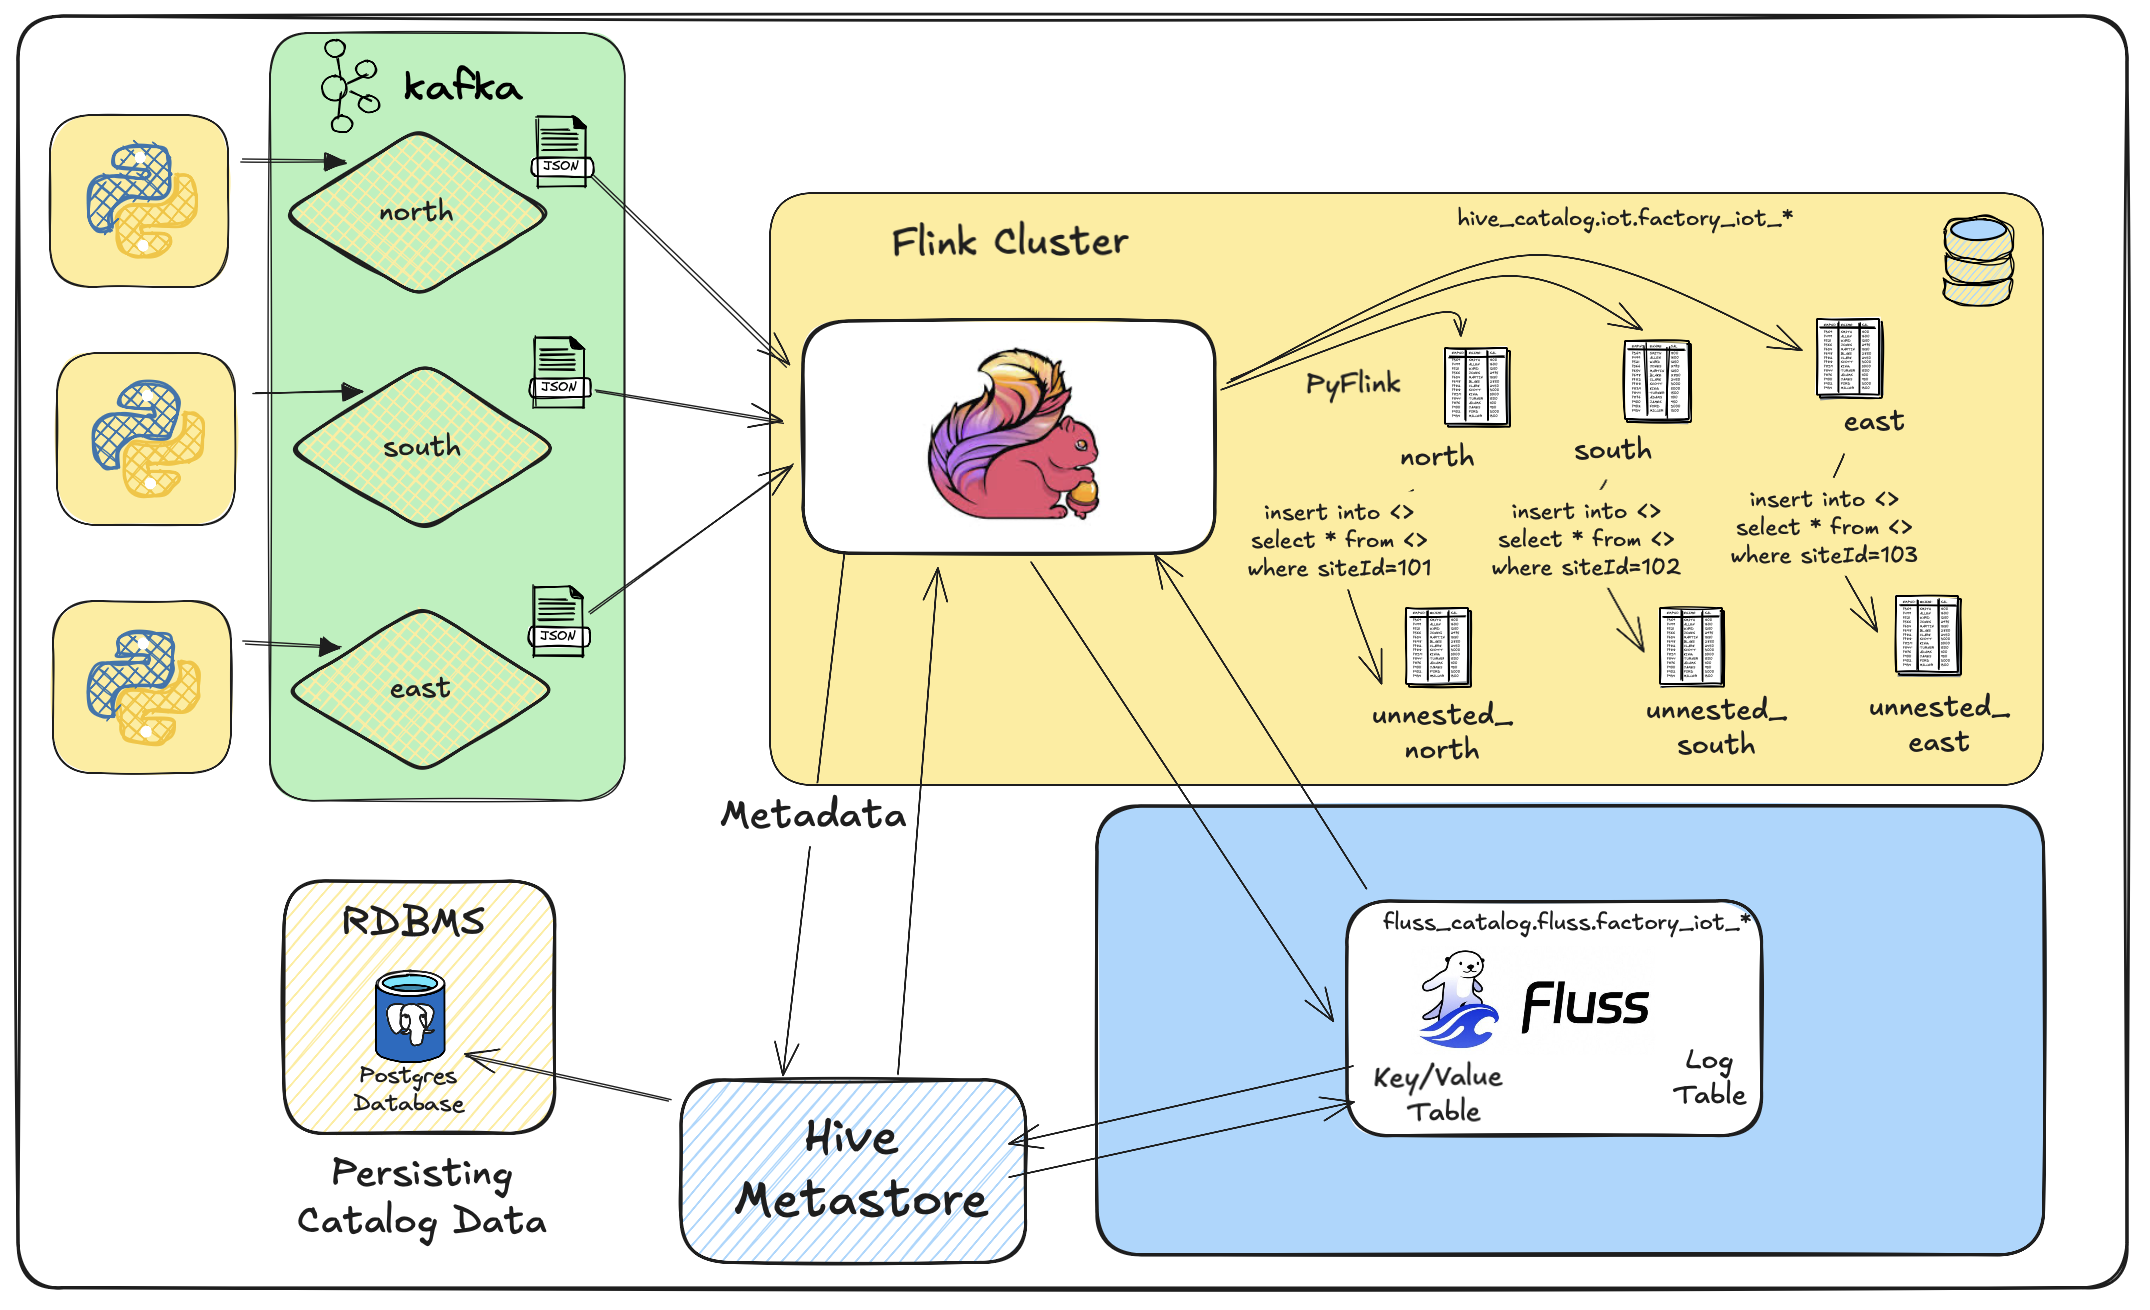 kafka
JSON
north
JSON
south
JSON
east
Flink Cluster
hive_catalog.iot.factory_iot_*
PyFlink
north
south
east
insert into <>
select * from <>
where siteId=101
insert into <>
select * from <>
where siteId=102
insert into <>
select * from <>
where siteId=103
unnested_
north
unnested_
south
unnested_
east
Metadata
RDBMS
Postgres
Database
Persisting
Catalog Data
Hive
Metastore
fluss_catalog.fluss.factory_iot_*
Fluss
Key/Value
Table
Log
Table